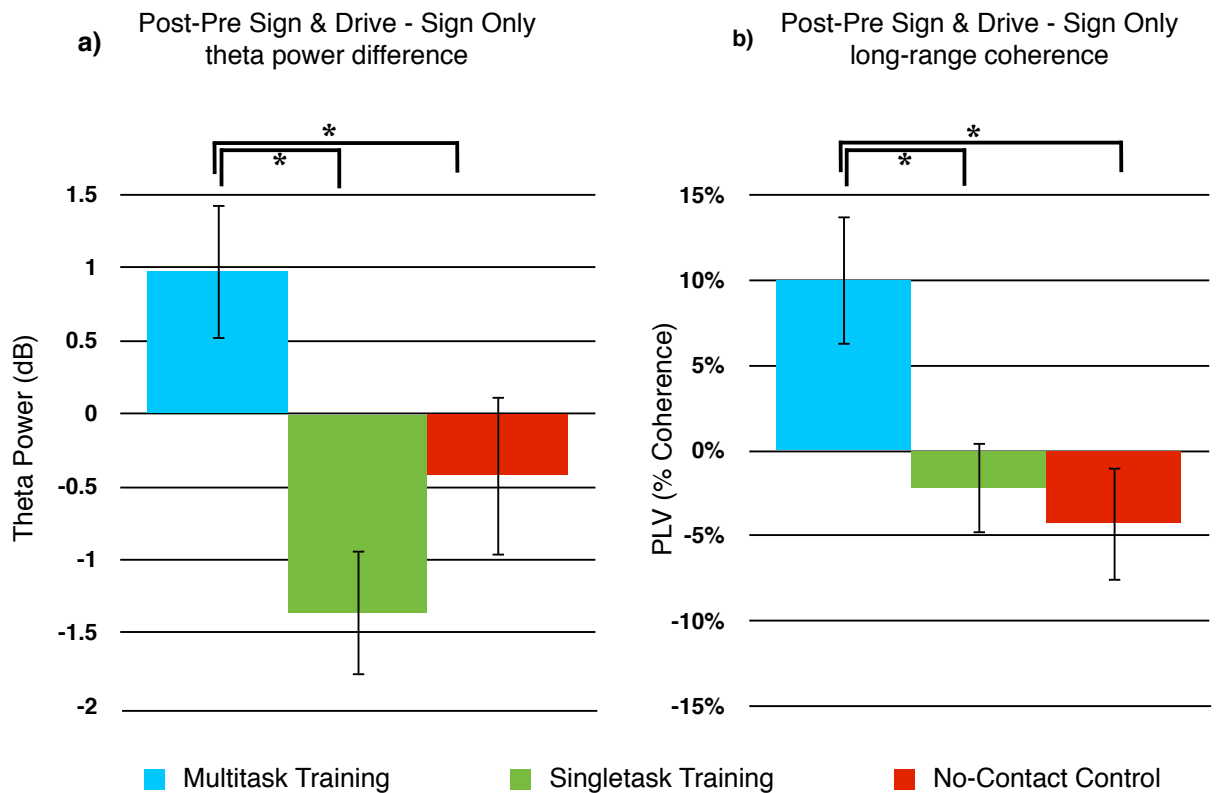 a)
Post-Pre Sign & Drive - Sign Only
theta power difference
*
*
1.5
1
0.5
0
-0.5
-1
-1.5
-2
Theta Power (dB)
b)
Post-Pre Sign & Drive - Sign Only
long-range coherence
*
*
15%
10%
5%
0%
-5%
-10%
-15%
PLV (% Coherence)
Multitask Training
Singletask Training
No-Contact Control